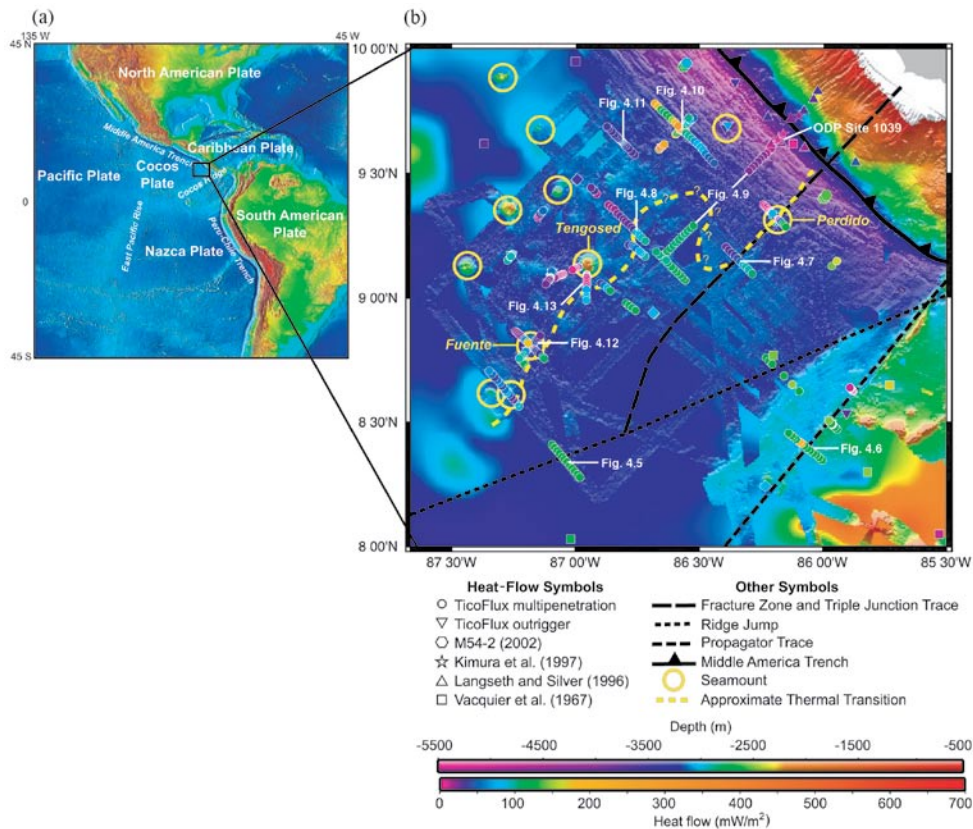 (a)
(b)
135 W
45 W
45 N
0
45 S
North American Plate
Middle America Trench
Caribbean Plate
Cocos
Plate
Cocos Ridge
Pacific Plate
East Pacific Rise
Nazca Plate
South American
Plate
Peru-Chile Trench
10 00'N
9 30'N
9 00'N
8 30'N
8 00'N
87 30'W
87 00'W
86 30'W
86 00'W
85 30'W
Fig. 4.10
Fig. 4.11
ODP Site 1039
Fig. 4.8
Fig. 4.9
?
?
?
?
Tengosed
Perdido
Fig. 4.7
Fig. 4.13
Fuente
Fig. 4.12
Fig. 4.6
Fig. 4.5
Heat-Flow Symbols
TicoFlux multipenetration
TicoFlux outrigger
M54-2 (2002)
Kimura et al. (1997)
Langseth and Silver (1996)
Vacquier et al. (1967)
Other Symbols
Fracture Zone and Triple Junction Trace
Ridge Jump
Propagator Trace
Middle America Trench
Seamount
Approximate Thermal Transition
Depth (m)
-5500 -4500 -3500 -2500 -1500 -500
0 100 200 300 400 500 600 700
Heat flow (mW/m²)